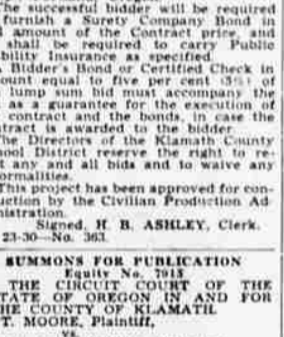 The successful bidder will be required
furnish a Surety Company Bond in
l amount of the Contract price, and
shall be required to carry Public
bility Insurance as specified.
A Bidder's Bond or Certified Check in
ount equal to five per cent (5%) of
lump sum bid must accompany the
as a guarantee for the execution of
contract and the bonds, in case the
tract is awarded to the bidder.
The Directors of the Klamath County
hool District reserve the right to re-
t any and all bids and to waive any
ormalities.
This project has been approved for con-
uction by the Civilian Production Ad-
nistration.
Signed, H. B. ASHLEY, Clerk.
23-30—No. 363.
SUMMONS FOR PUBLICATION
Equity No. 7015
THE CIRCUIT COURT OF THE
TATE OF OREGON IN AND FOR
HE COUNTY OF KLAMATH
T. MOORE, Plaintiff,
vs.